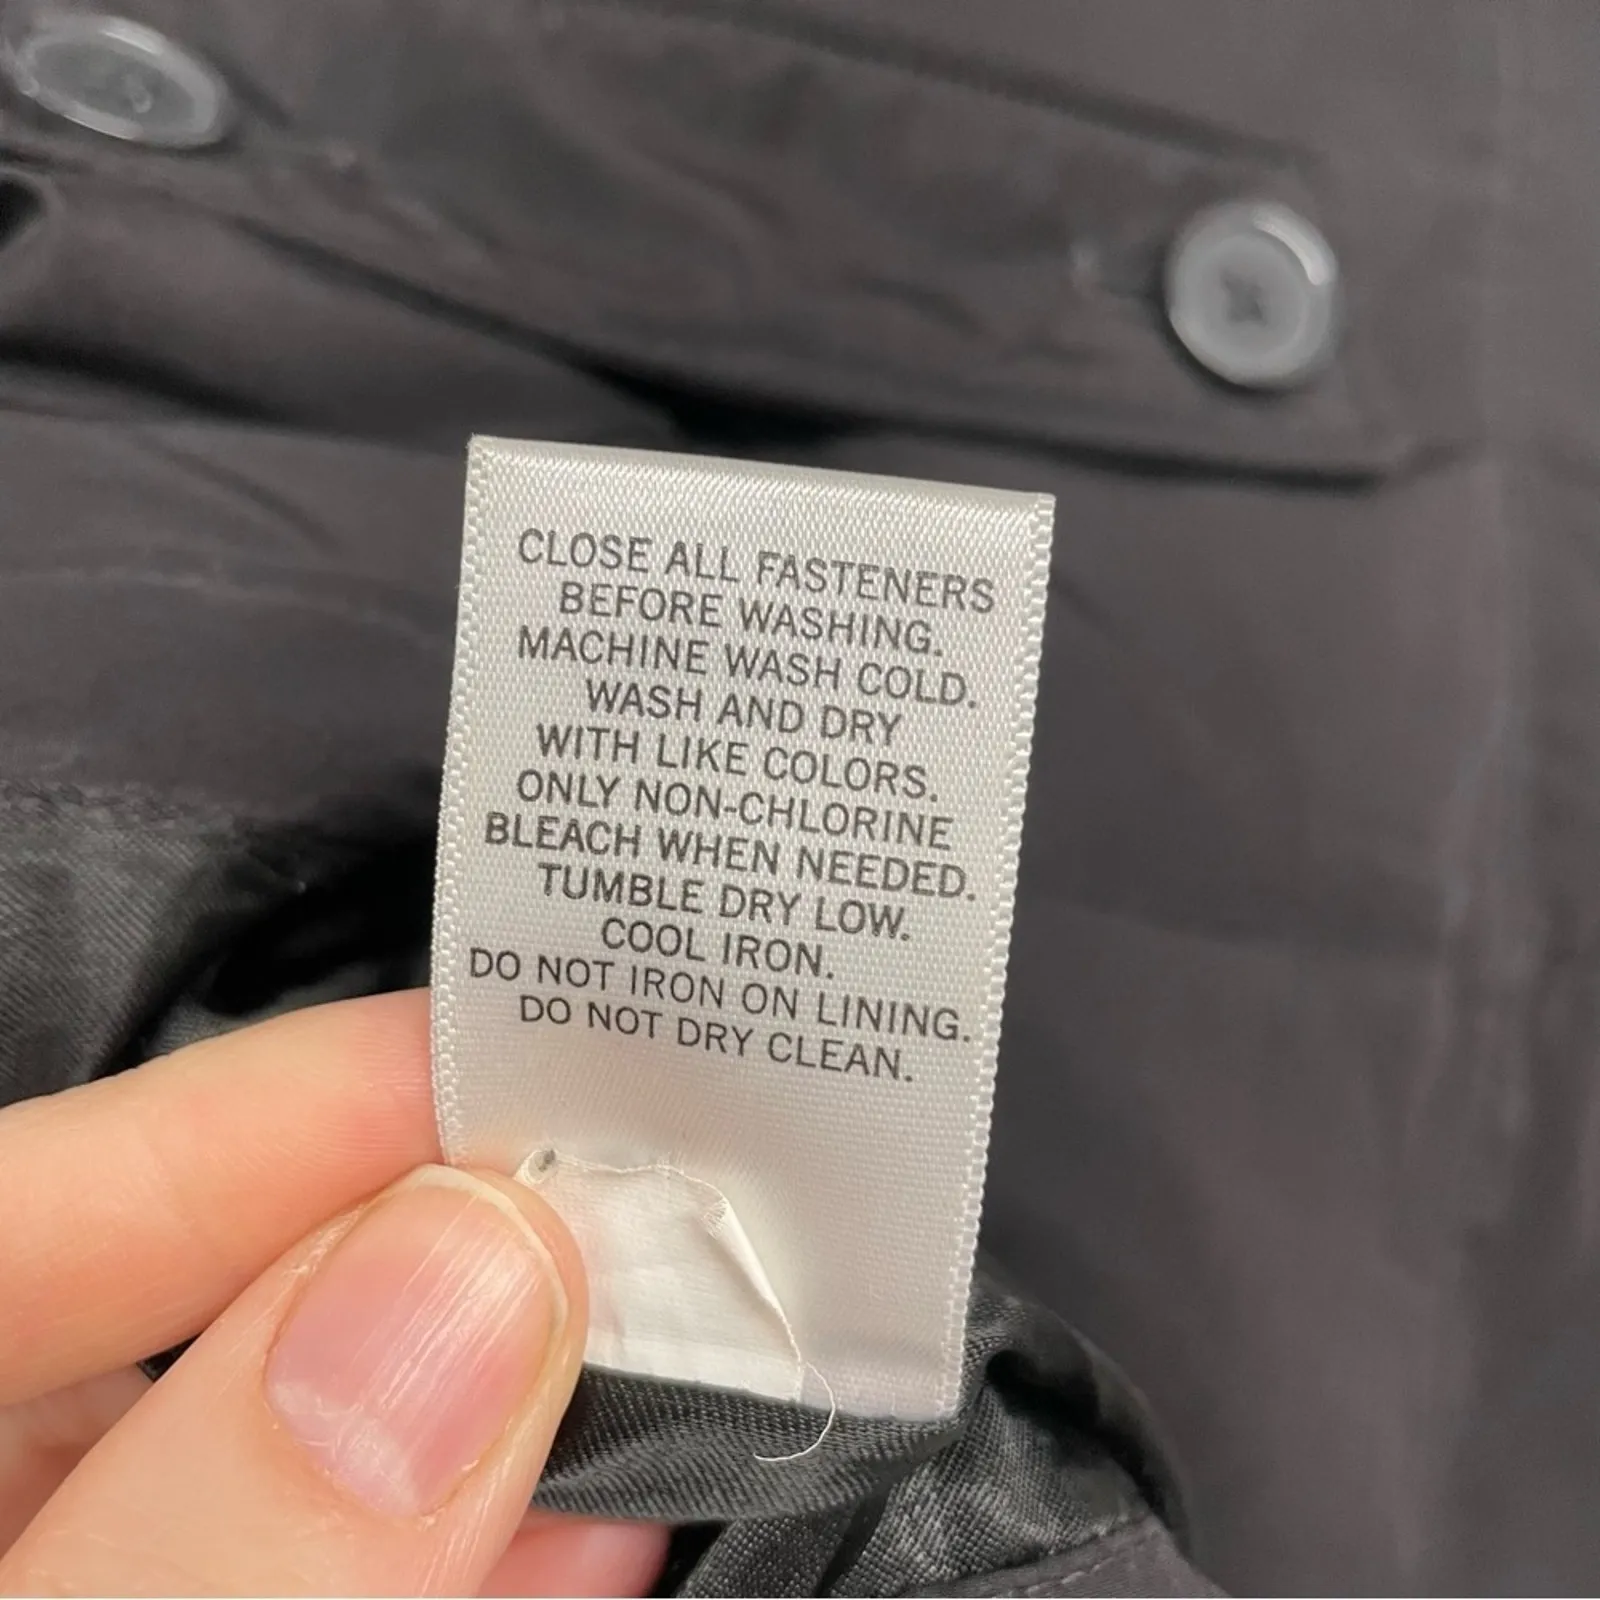 CLOSE ALL FASTENERS
BEFORE WASHING.
MACHINE WASH COLD.
WASH AND DRY
WITH LIKE COLORS.
ONLY NON-CHLORINE
BLEACH WHEN NEEDED.
TUMBLE DRY LOW.
COOL IRON.
DO NOT IRON ON LINING.
DO NOT DRY CLEAN.